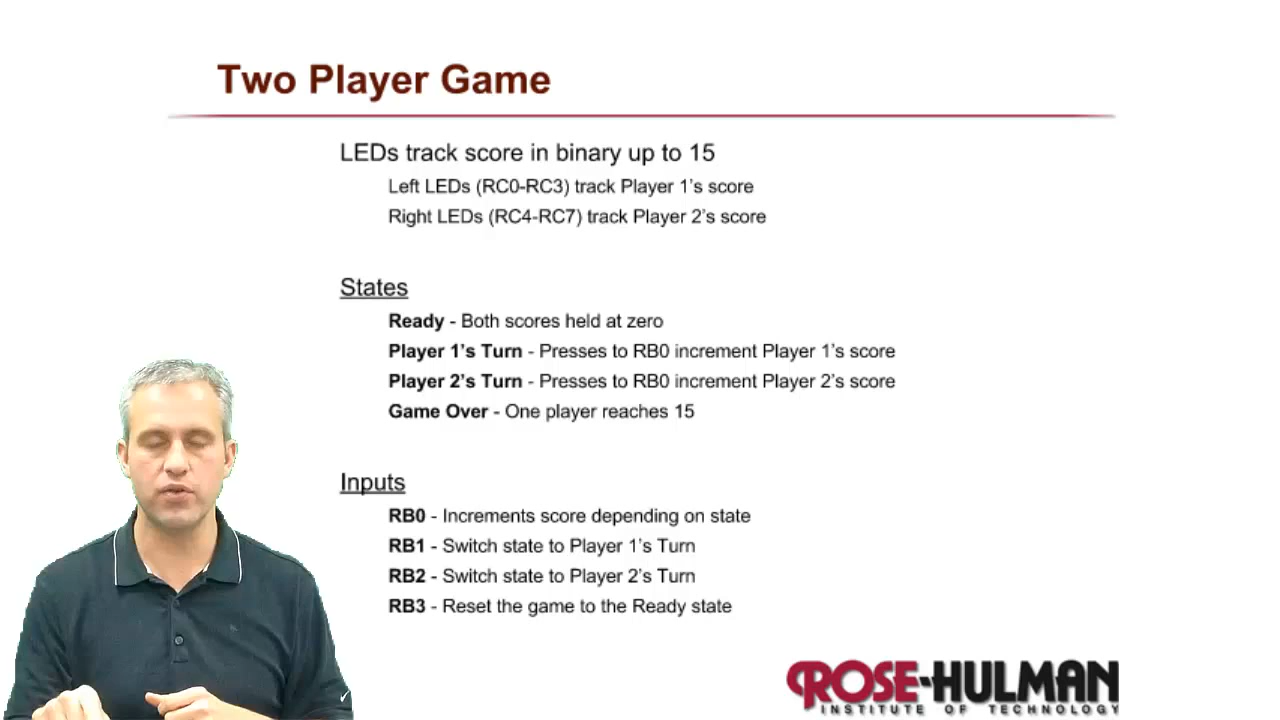 Two Player Game
LEDs track score in binary up to 15
Left LEDs (RC0-RC3) track Player 1's score
Right LEDs (RC4-RC7) track Player 2's score
States
Ready - Both scores held at zero
Player 1's Turn - Presses to RB0 increment Player 1's score
Player 2's Turn - Presses to RB0 increment Player 2's score
Game Over - One player reaches 15
Inputs
RB0 - Increments score depending on state
RB1 - Switch state to Player 1's Turn
RB2 - Switch state to Player 2's Turn
RB3 - Reset the game to the Ready state
ROSE-HULMAN
INSTITUTE OF TECHNOLOGY